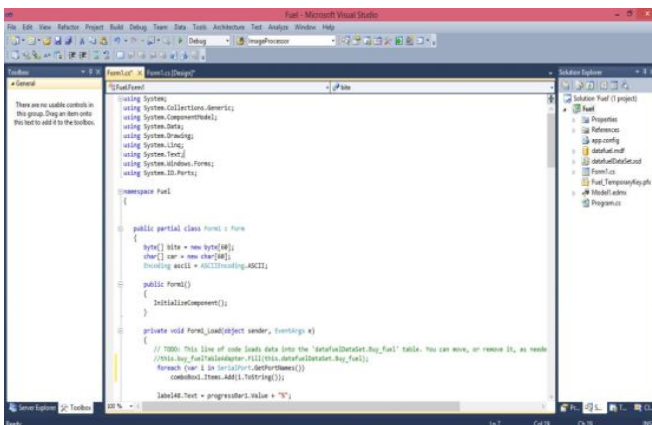 Fuel - Microsoft Visual Studio
File Edit View Refactor Project Build Debug Team Data Tools Architecture Test Analyze Window Help
Debug ImageProcessor
Toolbox
General
There are no usable controls in
this group. Drag an item onto
this text to add it to the toolbox.
Server Explorer Toolbox
Form1.cs* Form1.cs [Design]*
Fuel.Form1 bite
using System;
using System.Collections.Generic;
using System.ComponentModel;
using System.Data;
using System.Drawing;
using System.Linq;
using System.Text;
using System.Windows.Forms;
using System.IO.Ports;
namespace Fuel
{
public partial class Form1 : Form
{
byte[] bite = new byte[60];
char[] car = new char[60];
Encoding ascii = ASCIIEncoding.ASCII;
public Form1()
{
InitializeComponent();
}
private void Form1_Load(object sender, EventArgs e)
{
// TODO: This line of code loads data into the 'datafuelDataSet.Buy_fuel' table. You can move, or remove it, as neede
//this.buy_fuelTableAdapter.Fill(this.datafuelDataSet.Buy_fuel);
foreach (var i in SerialPort.GetPortNames())
comboBox1.Items.Add(i.ToString());
label48.Text = progressBar1.Value + "%";
100 %
Solution Explorer
Solution 'Fuel' (1 project)
Fuel
Properties
References
app.config
datafuel.mdf
datafuelDataSet.xsd
Form1.cs
Fuel_TemporaryKey.pfx
Model1.edmx
Program.cs
Ready
Ln 7 Col 19 Ch 19 INS